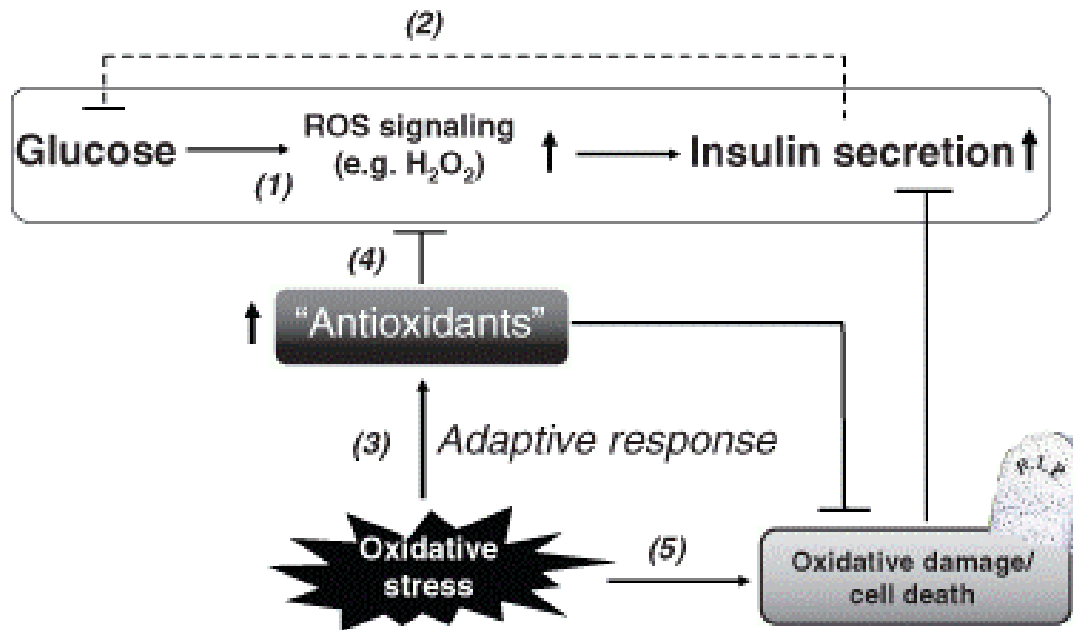 (2)
Glucose
(1)
ROS signaling
(e.g. H₂O₂)
Insulin secretion
(4)
“Antioxidants”
(3)
Adaptive response
R.I.P
Oxidative
stress
(5)
Oxidative damage/
cell death